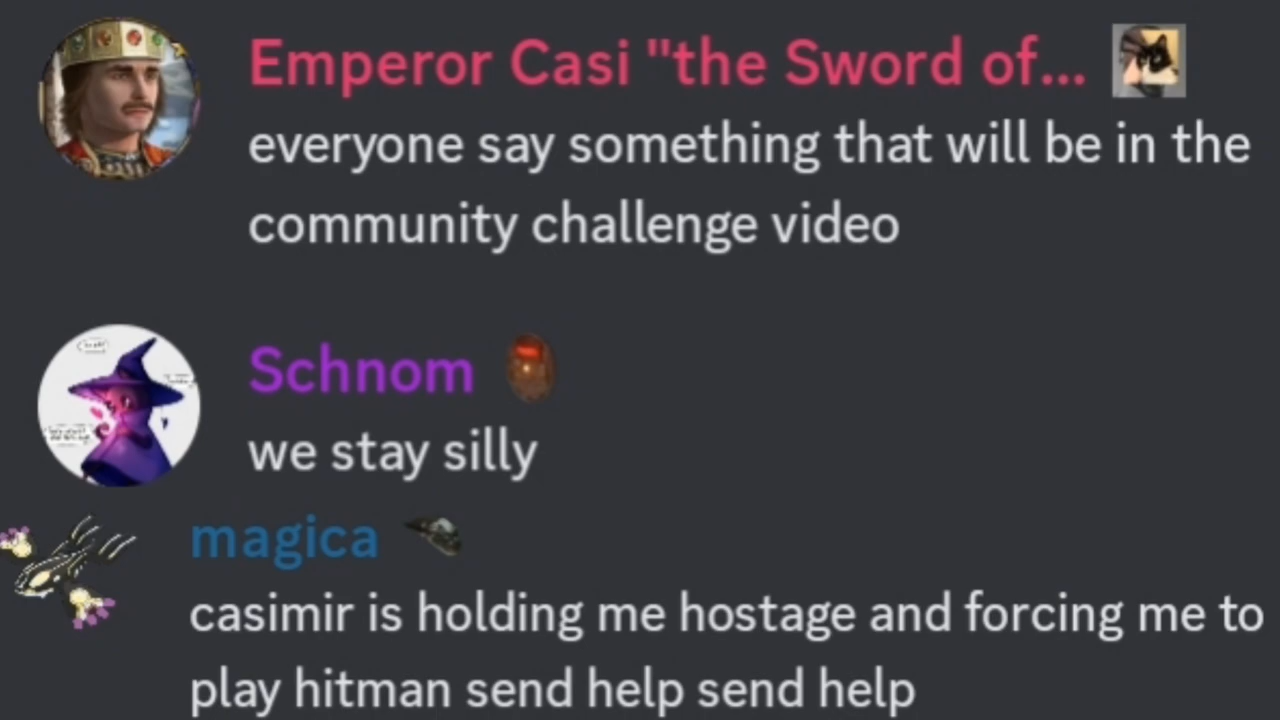 Emperor Casi "the Sword of...
everyone say something that will be in the
community challenge video
Schnom
we stay silly
magica
casimir is holding me hostage and forcing me to
play hitman send help send help